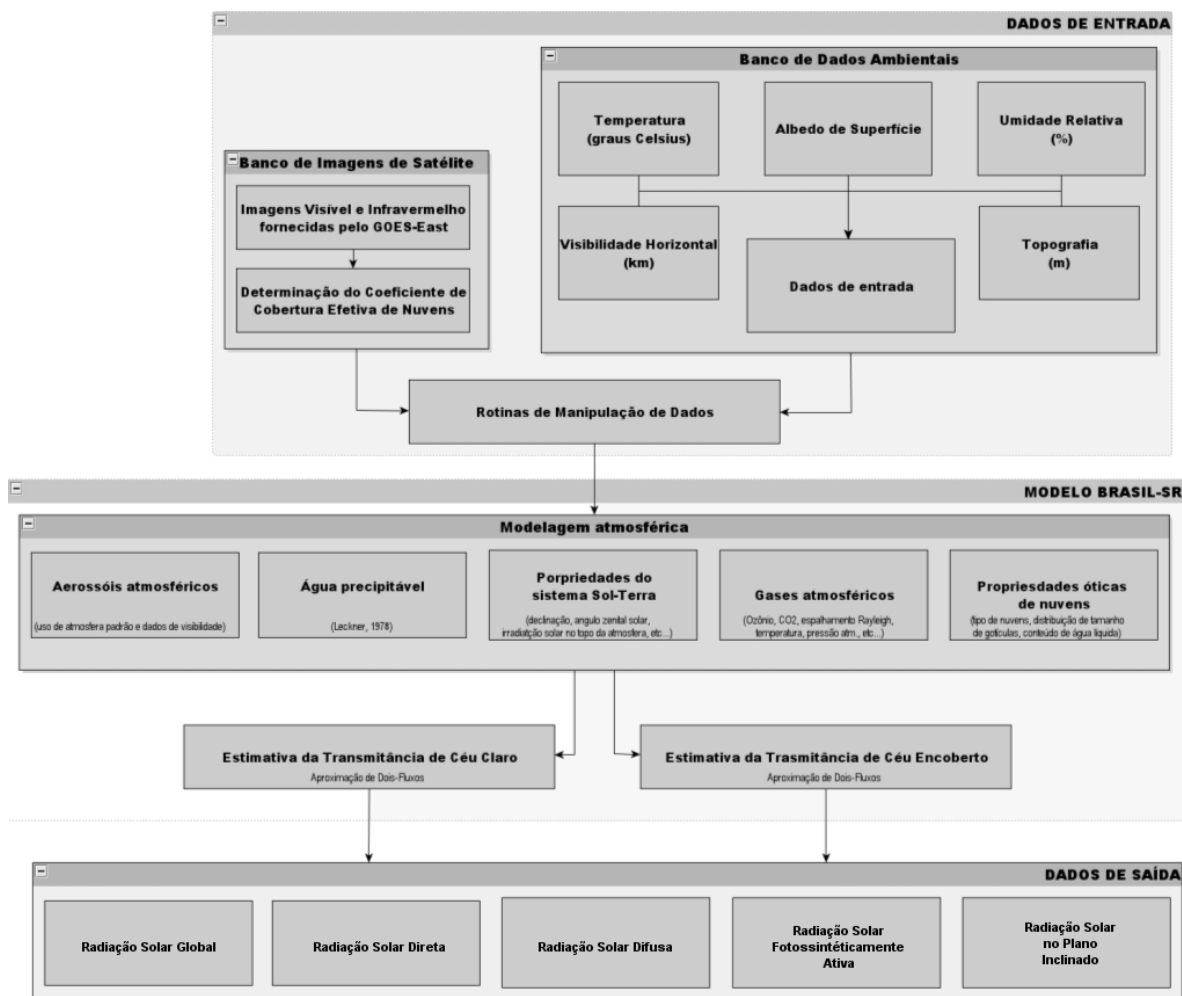 DADOS DE ENTRADA
Banco de Dados Ambientais
Temperatura
(graus Celsius)
Albedo de Superfície
Umidade Relativa
(%)
Banco de Imagens de Satélite
Imagens Visível e Infravermelho
fornecidas pelo GOES-East
Determinação do Coeficiente de
Cobertura Efetiva de Nuvens
Visibilidade Horizontal
(km)
Dados de entrada
Topografia
(m)
Rotinas de Manipulação de Dados
MODELO BRASIL-SR
Modelagem atmosférica
Aerossóis atmosféricos
(uso de atmosfera padrão e dados de visibilidade)
Água precipitável
(Leckner, 1978)
Porpriedades do
sistema Sol-Terra
(declinação, angulo zenital solar,
irradiatção solar no topo da atmosfera, etc...)
Gases atmosféricos
(Ozônio, CO2, espalhamento Rayleigh,
temperatura, pressão atm., etc...)
Propriesdades óticas
de nuvens
(tipo de nuvens, distribuição de tamanho
de gotículas, conteúdo de água líquida)
Estimativa da Transmitância de Céu Claro
Aproximação de Dois-Fluxos
Estimativa da Trasmitância de Céu Encoberto
Aproximação de Dois-Fluxos
DADOS DE SAÍDA
Radiação Solar Global
Radiação Solar Direta
Radiação Solar Difusa
Radiação Solar
Fotossintéticamente
Ativa
Radiação Solar
no Plano
Inclinado